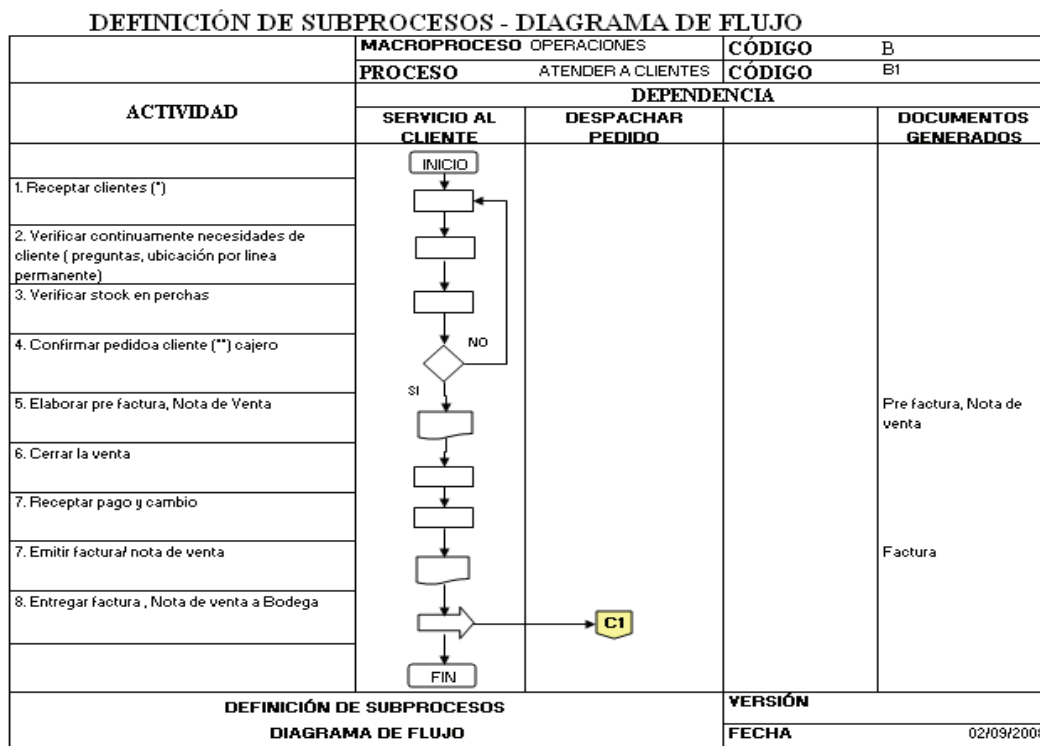 DEFINICIÓN DE SUBPROCESOS - DIAGRAMA DE FLUJO
MACROPROCESO OPERACIONES CÓDIGO B
PROCESO ATENDER A CLIENTES CÓDIGO B1
ACTIVIDAD
DEPENDENCIA
SERVICIO AL
CLIENTE
DESPACHAR
PEDIDO
DOCUMENTOS
GENERADOS
INICIO
1. Receptar clientes (*)
2. Verificar continuamente necesidades de
cliente ( preguntas, ubicación por linea
permanente)
3. Verificar stock en perchas
4. Confirmar pedidoa cliente (**) cajero
NO
SI
5. Elaborar pre factura, Nota de Venta
Pre factura, Nota de
venta
6. Cerrar la venta
7. Receptar pago y cambio
7. Emitir factura/ nota de venta
Factura
8. Entregar factura , Nota de venta a Bodega
C1
FIN
DEFINICIÓN DE SUBPROCESOS
DIAGRAMA DE FLUJO
VERSIÓN
FECHA 02/09/2008